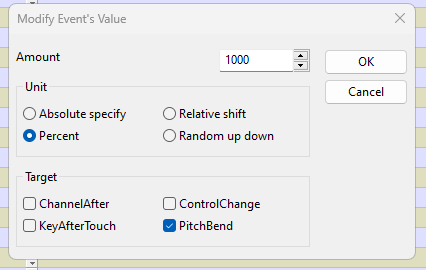 Modify Event's Value
Amount 1000 OK
Cancel
Unit
Absolute specify Relative shift
Percent Random up down
Target
ChannelAfter ControlChange
KeyAfterTouch PitchBend